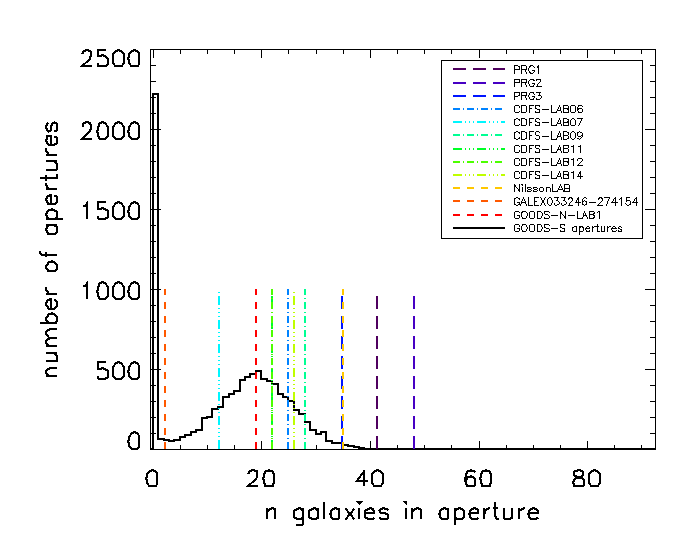 number of apertures
2500
2000
1500
1000
500
0
0 20 40 60 80
n galaxies in aperture
PRG1
PRG2
PRG3
CDFS-LAB06
CDFS-LAB07
CDFS-LAB09
CDFS-LAB11
CDFS-LAB12
CDFS-LAB14
NilssonLAB
GALEX033246-274154
GOODS-N-LAB1
GOODS-S apertures